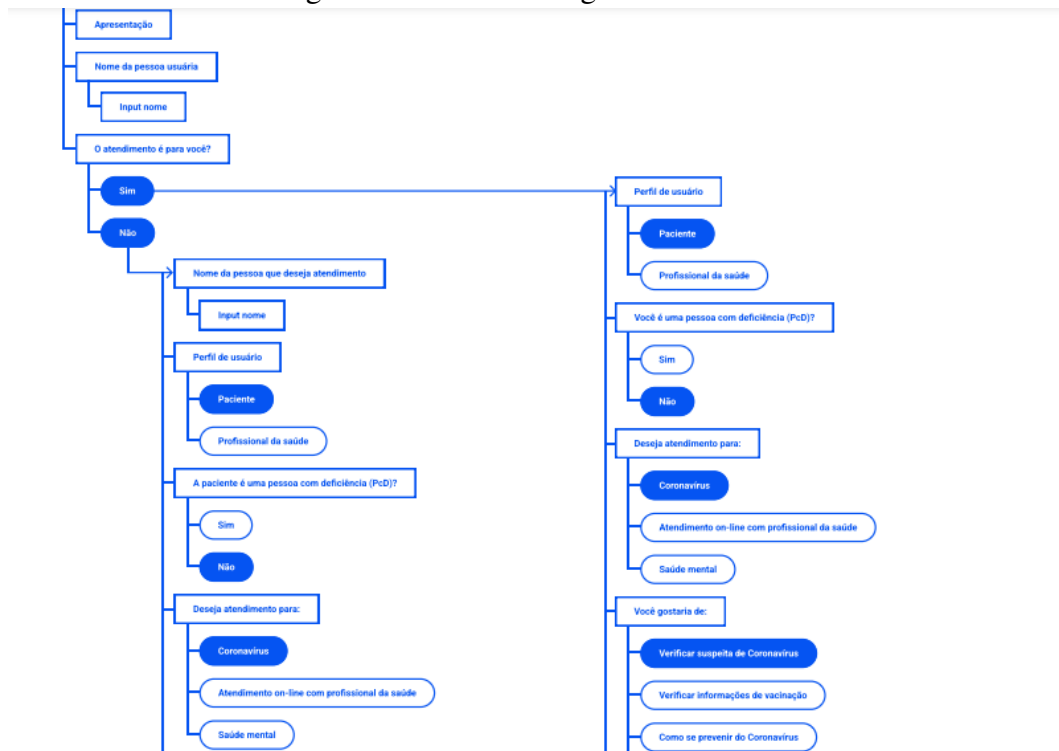 Apresentação
Nome da pessoa usuária
Input nome
O atendimento é para você?
Sim
Não
Nome da pessoa que deseja atendimento
Input nome
Perfil de usuário
Paciente
Profissional da saúde
A paciente é uma pessoa com deficiência (PcD)?
Sim
Não
Deseja atendimento para:
Coronavírus
Atendimento on-line com profissional da saúde
Saúde mental
Perfil de usuário
Paciente
Profissional da saúde
Você é uma pessoa com deficiência (PcD)?
Sim
Não
Deseja atendimento para:
Coronavírus
Atendimento on-line com profissional da saúde
Saúde mental
Você gostaria de:
Verificar suspeita de Coronavírus
Verificar informações de vacinação
Como se prevenir do Coronavírus